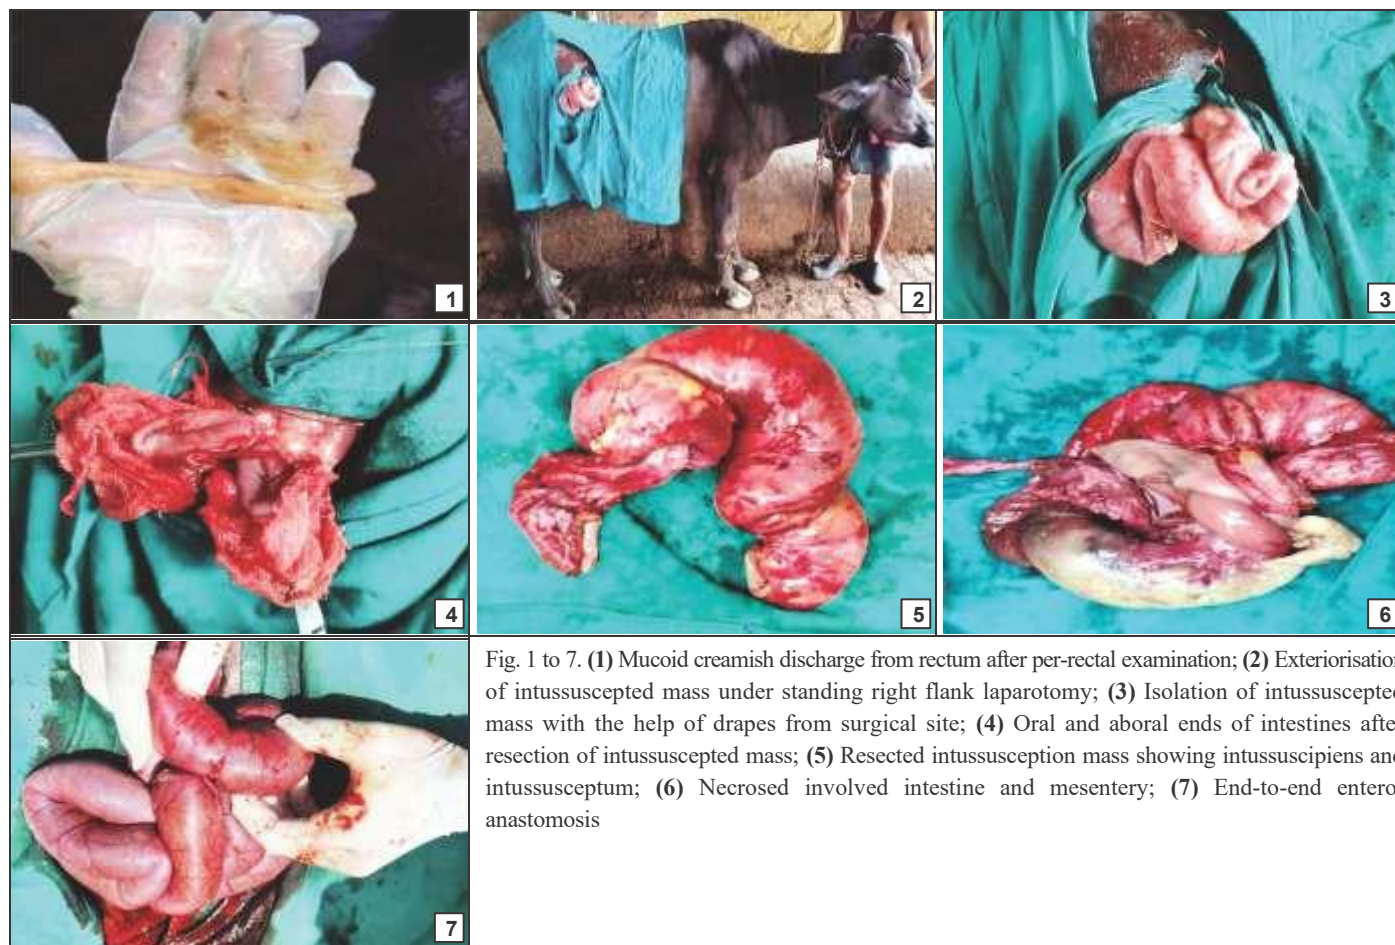 1
2
3
4
5
6
7
Fig. 1 to 7. (1) Mucoid creamish discharge from rectum after per-rectal examination; (2) Exteriorisation
of intussuscepted mass under standing right flank laparotomy; (3) Isolation of intussuscepted
mass with the help of drapes from surgical site; (4) Oral and aboral ends of intestines after
resection of intussuscepted mass; (5) Resected intussusception mass showing intussuscipiens and
intussusceptum; (6) Necrosed involved intestine and mesentery; (7) End-to-end entero-
anastomosis